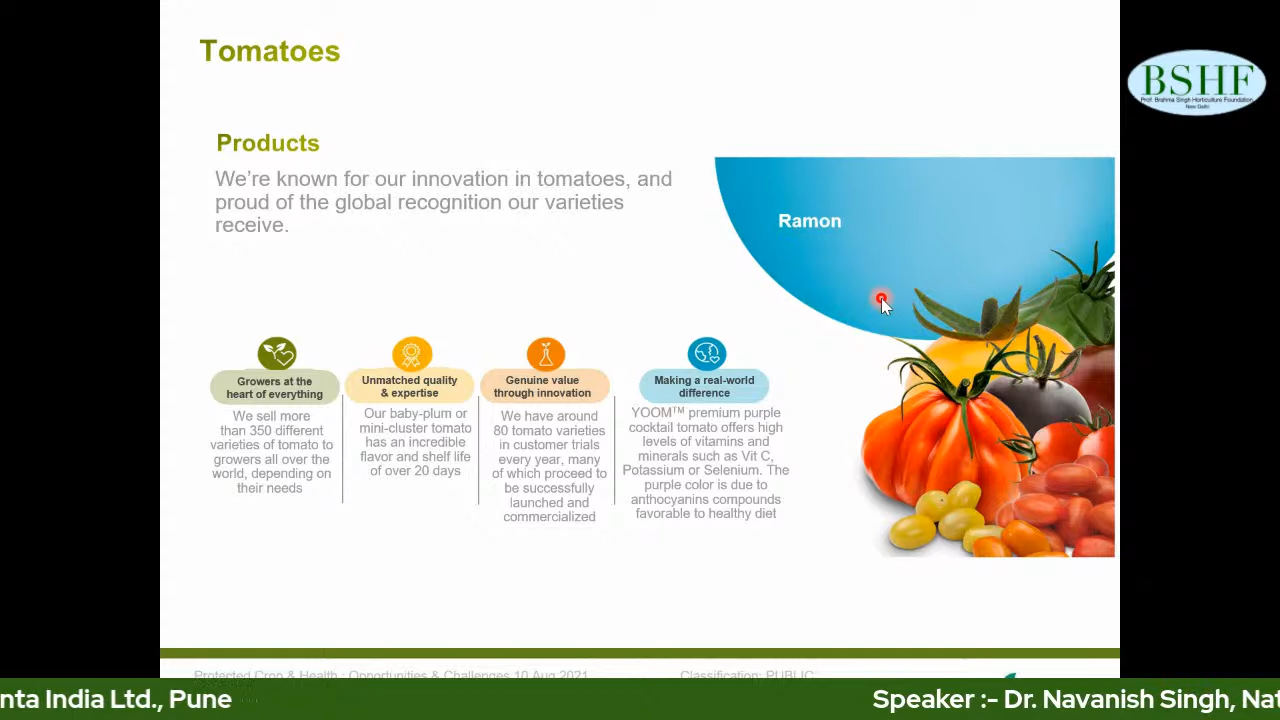 Tomatoes
BSHF
Prof. Brahma Singh Horticulture Foundation
New Delhi
Products
We're known for our innovation in tomatoes, and
proud of the global recognition our varieties
receive.
Ramon
Growers at the
heart of everything
We sell more
than 350 different
varieties of tomato to
growers all over the
world, depending on
their needs
Unmatched quality
& expertise
Our baby-plum or
mini-cluster tomato
has an incredible
flavor and shelf life
of over 20 days
Genuine value
through innovation
We have around
80 tomato varieties
in customer trials
every year, many
of which proceed to
be successfully
launched and
commercialized
Making a real-world
difference
YOOM™ premium purple
cocktail tomato offers high
levels of vitamins and
minerals such as Vit C,
Potassium or Selenium. The
purple color is due to
anthocyanins compounds
favorable to healthy diet
Protected Crop & Health : Opportunities & Challenges 10 Aug 2021
Classification: PUBLIC
nta India Ltd., Pune
Speaker :- Dr. Navanish Singh, Nat